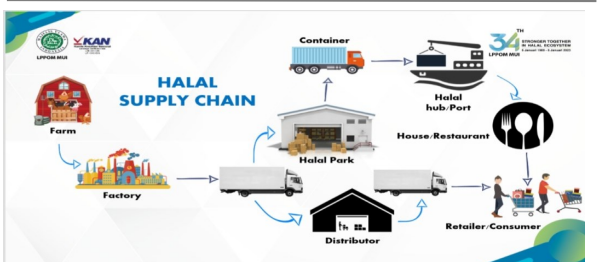 LPPOM MUI
KAN
34TH
LPPOM MUI
STRONGER TOGETHER
IN HALAL ECOSYSTEM
HALAL
SUPPLY CHAIN
Container
Halal
hub/Port
Farm
House/Restaurant
Halal Park
Factory
Retailer/Consumer
Distributor